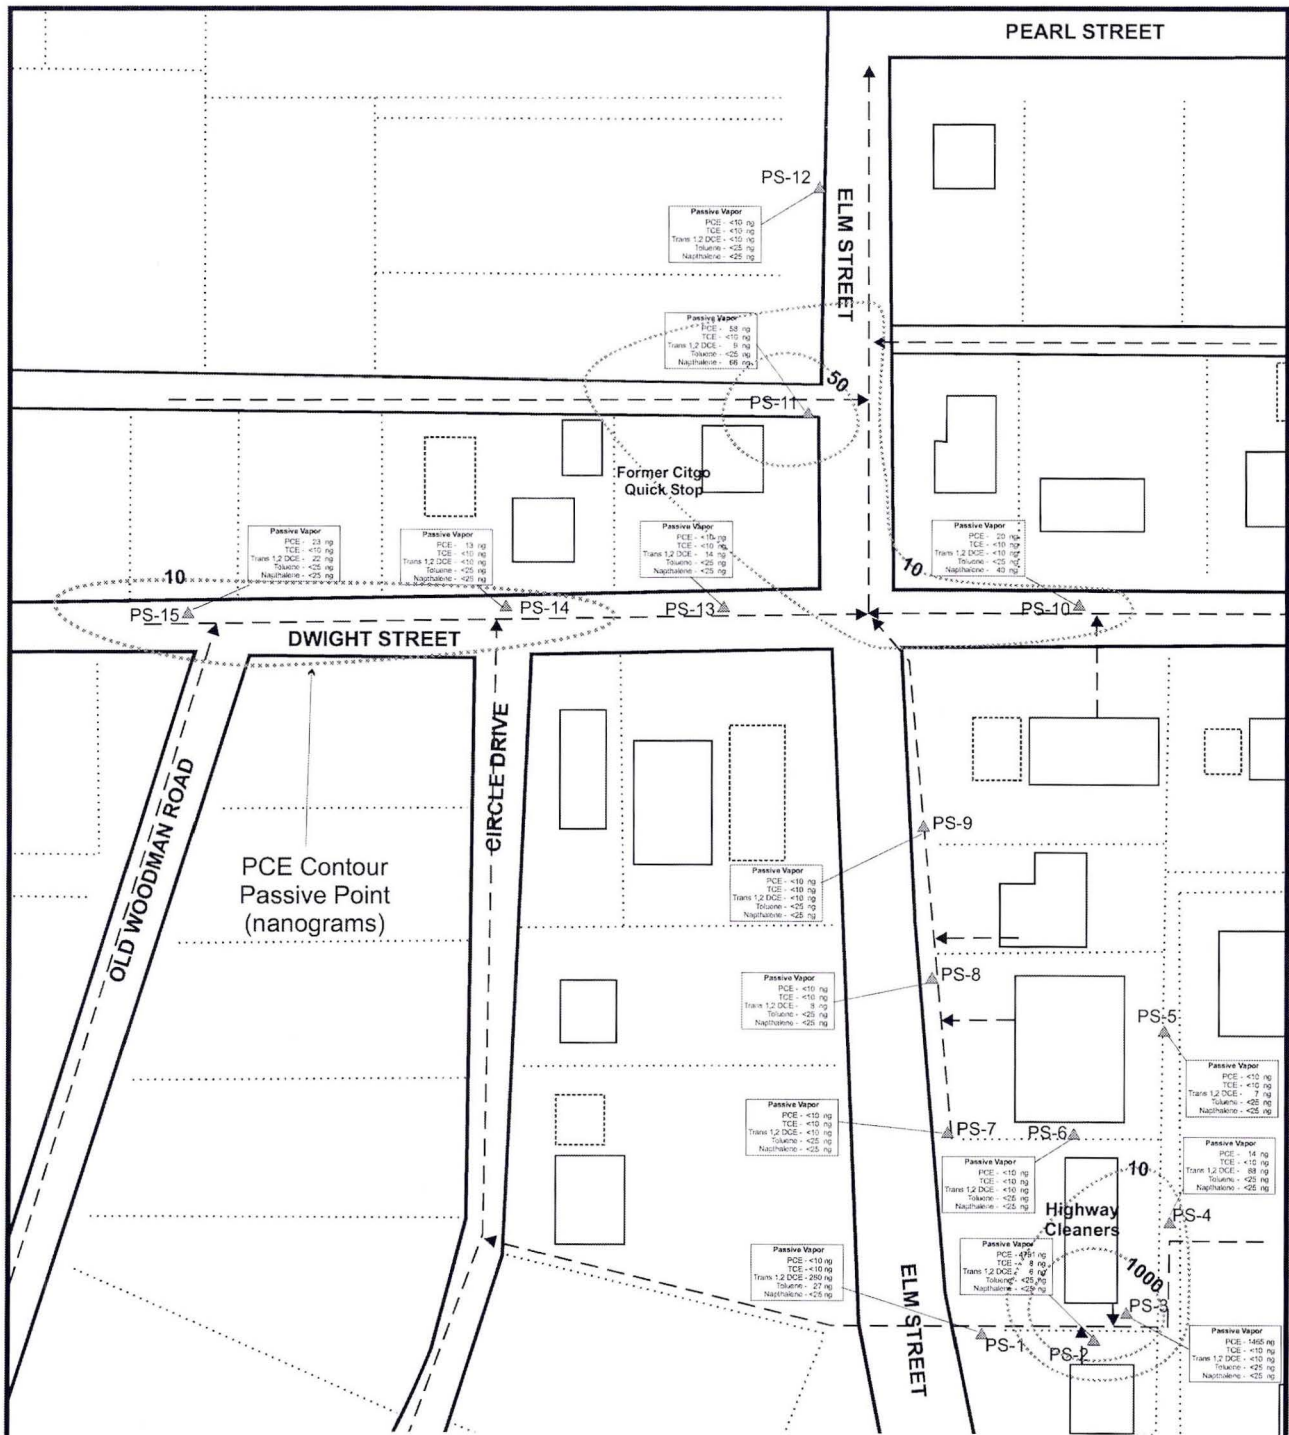 PEARL STREET
PS-12
ELM STREET
Passive Vapor
PCE - <10 ng
TCE - <10 ng
Trans 1,2 DCE - <10 ng
Toluene - <25 ng
Napthalene - <25 ng
Passive Vapor
PCE - 58 ng
TCE - <10 ng
Trans 1,2 DCE - 9 ng
Toluene - <25 ng
Napthalene - 66 ng
50
PS-11
Former Citgo
Quick Stop
Passive Vapor
PCE - 23 ng
TCE - <10 ng
Trans 1,2 DCE - 22 ng
Toluene - <25 ng
Napthalene - <25 ng
Passive Vapor
PCE - 13 ng
TCE - <10 ng
Trans 1,2 DCE - <10 ng
Toluene - <25 ng
Napthalene - <25 ng
Passive Vapor
PCE - <10 ng
TCE - <10 ng
Trans 1,2 DCE - 14 ng
Toluene - <25 ng
Napthalene - <25 ng
Passive Vapor
PCE - 20 ng
TCE - <10 ng
Trans 1,2 DCE - <10 ng
Toluene - <25 ng
Napthalene - 40 ng
10
10
PS-15
PS-14
PS-13
PS-10
DWIGHT STREET
OLD WOODMAN ROAD
CIRCLE DRIVE
PCE Contour
Passive Point
(nanograms)
PS-9
Passive Vapor
PCE - <10 ng
TCE - <10 ng
Trans 1,2 DCE - <10 ng
Toluene - <25 ng
Napthalene - <25 ng
PS-8
Passive Vapor
PCE - <10 ng
TCE - <10 ng
Trans 1,2 DCE - 8 ng
Toluene - <25 ng
Napthalene - <25 ng
PS-5
Passive Vapor
PCE - <10 ng
TCE - <10 ng
Trans 1,2 DCE - 7 ng
Toluene - <25 ng
Napthalene - <25 ng
PS-7
Passive Vapor
PCE - <10 ng
TCE - <10 ng
Trans 1,2 DCE - <10 ng
Toluene - <25 ng
Napthalene - <25 ng
PS-6
Passive Vapor
PCE - <10 ng
TCE - <10 ng
Trans 1,2 DCE - <10 ng
Toluene - <25 ng
Napthalene - <25 ng
Passive Vapor
PCE - 14 ng
TCE - <10 ng
Trans 1,2 DCE - 88 ng
Toluene - <25 ng
Napthalene - <25 ng
10
Highway
Cleaners
PS-4
Passive Vapor
PCE - <10 ng
TCE - <10 ng
Trans 1,2 DCE - 280 ng
Toluene - 27 ng
Napthalene - <25 ng
Passive Vapor
TCE - 8 ng
Trans 1,2 DCE - 6 ng
Toluene - <25 ng
Napthalene - <25 ng
1000
ELM STREET
PS-3
PS-1
PS-2
Passive Vapor
PCE - 1465 ng
TCE - <10 ng
Trans 1,2 DCE - <10 ng
Toluene - <25 ng
Napthalene - <25 ng